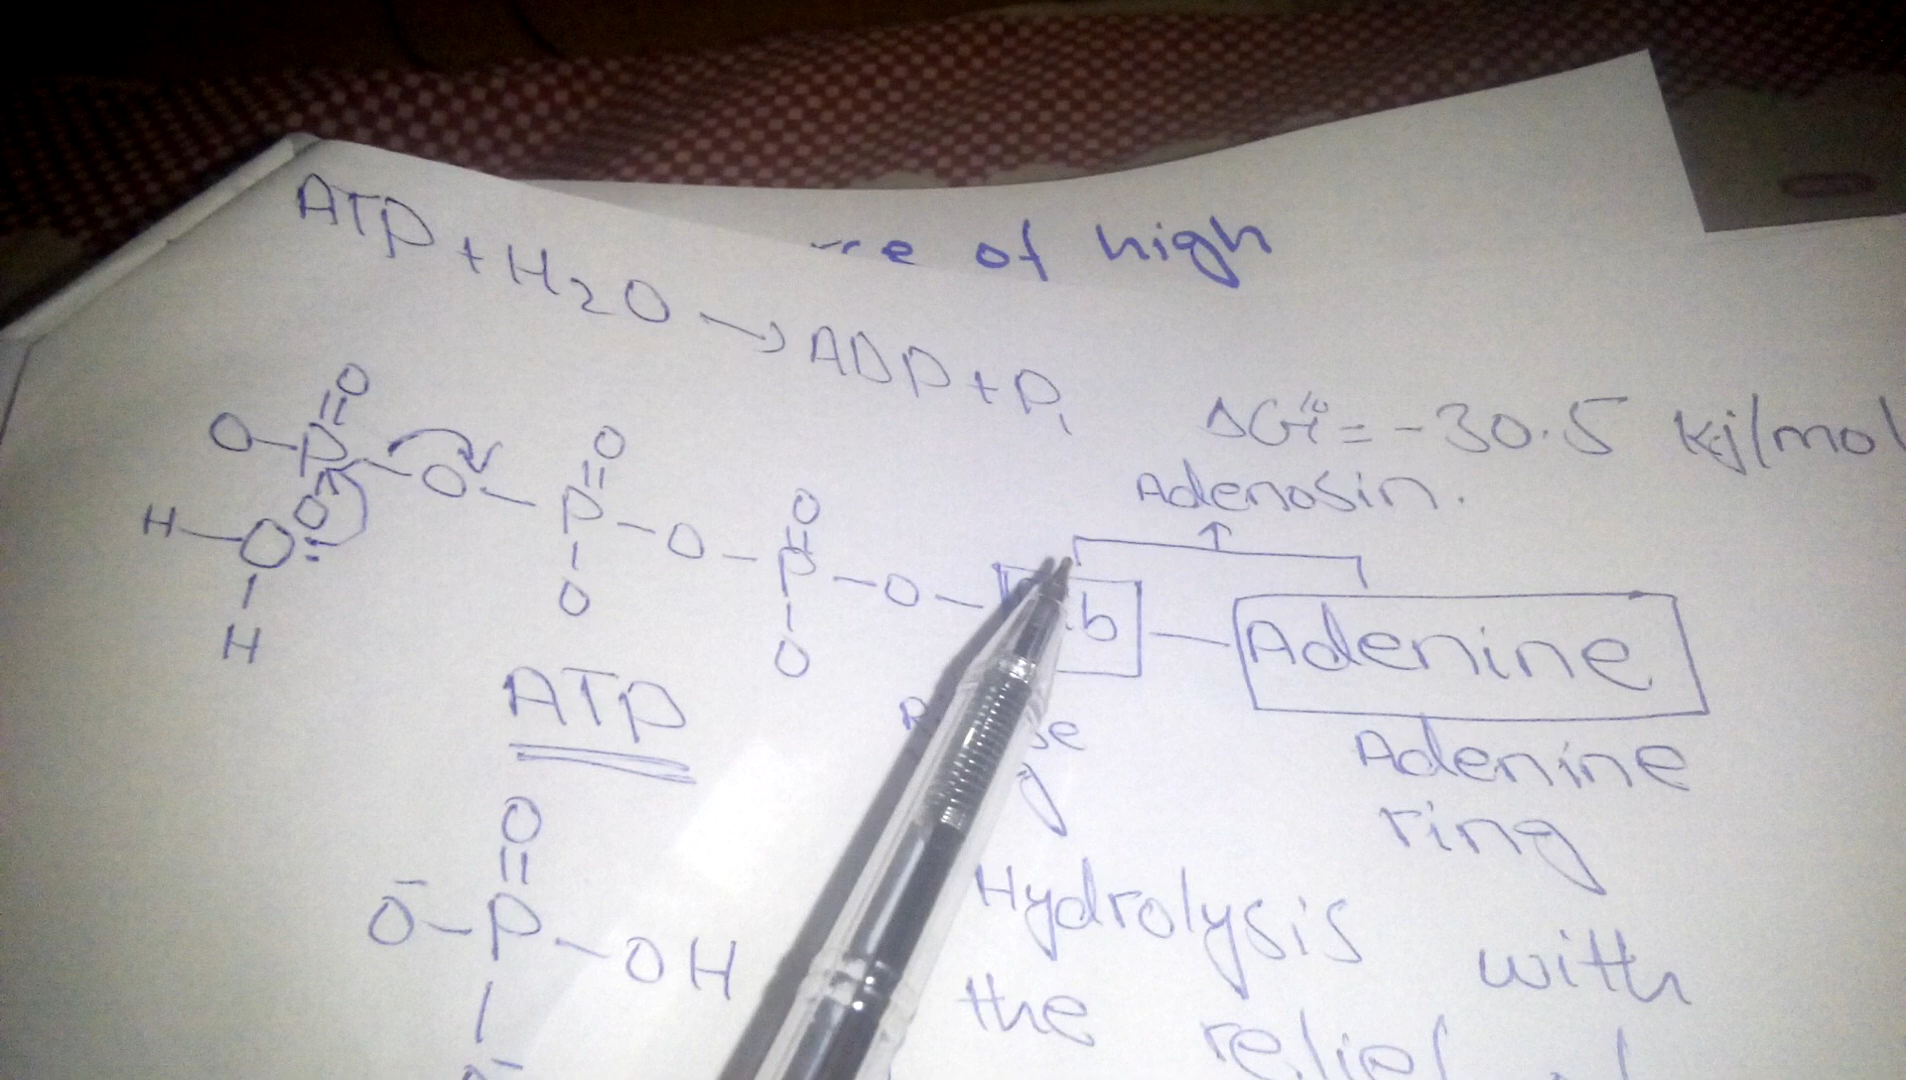 of high
ATP + H2O → ADP + Pi
ΔG'° = -30.5 kj/mol
Adenosin.
O
O-P-O-P-O-P-O-
O
O
O
O
O
O
H-O
H
b
Adenine
ATP
Adenine
ring
O
O⁻-P-OH
Hydrolysis with
the relief